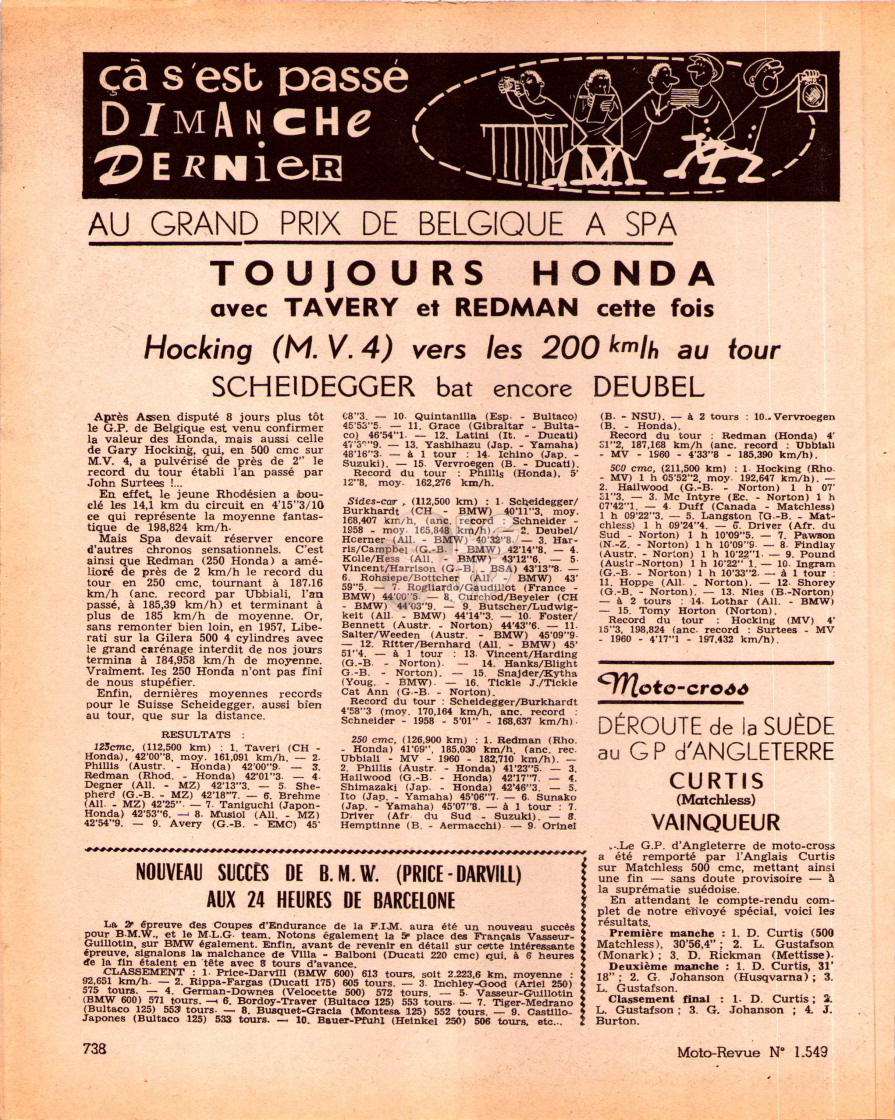 çà s'est passé
DIMANCHE
DERNIER
AU GRAND PRIX DE BELGIQUE A SPA
TOUJOURS HONDA
avec TAVERY et REDMAN cette fois
Hocking (M. V. 4) vers les 200 km/h au tour
SCHEIDEGGER bat encore DEUBEL
Après Assen disputé 8 jours plus tôt
le G.P. de Belgique est venu confirmer
la valeur des Honda, mais aussi celle
de Gary Hocking, qui, en 500 cmc sur
M.V. 4, a pulvérisé de près de 2" le
record du tour établi l'an passé par
John Surtees !...
En effet, le jeune Rhodésien a bou-
clé les 14,1 km du circuit en 4'15"3/10
ce qui représente la moyenne fantas-
tique de 198,824 km/h.
Mais Spa devait réserver encore
d'autres chronos sensationnels. C'est
ainsi que Redman (250 Honda) a amé-
lioré de près de 2 km/h le record du
tour en 250 cmc, tournant à 187.16
km/h (anc. record par Ubbiali, l'an
passé, à 185,39 km/h) et terminant à
plus de 185 km/h de moyenne. Or,
sans remonter bien loin, en 1957, Libe-
rati sur la Gilera 500 4 cylindres avec
le grand carénage interdit de nos jours
termina à 184,958 km/h de moyenne.
Vraiment, les 250 Honda n'ont pas fini
de nous stupéfier.
Enfin, dernières moyennes records
pour le Suisse Scheidegger, aussi bien
au tour, que sur la distance.
RESULTATS :
125cmc, (112,500 km) : 1. Taveri (CH -
Honda), 42'00"8, moy. 161,091 km/h. — 2.
Phillis (Austr. - Honda) 42'00"9. — 3.
Redman (Rhod. - Honda) 42'01"3. — 4.
Degner (All. - MZ) 42'13"3. — 5. She-
pherd (G.-B. - MZ) 42'18"7. — 6. Brehme
(All. - MZ) 42'25". — 7. Taniguchi (Japon-
Honda) 42'53"6. — 8. Musiol (All. - MZ)
42'54"9. — 9. Avery (G.-B. - EMC) 45'
08"3. — 10. Quintanilla (Esp. - Bultaco)
45'53"5. — 11. Grace (Gibraltar - Bulta-
co) 46'54"1. — 12. Latini (It. - Ducati)
47'3"9. — 13. Yashihazu (Jap. - Yamaha)
48'16"3. — à 1 tour : 14. Ichino (Jap. -
Suzuki). — 15. Vervroegen (B. - Ducati).
Record du tour : Phillis (Honda), 5'
12"8, moy. 162,276 km/h.
Sides-car, (112,500 km) : 1. Scheidegger/
Burkhardt (CH - BMW) 40'11"3, moy.
168,407 km/h, (anc. record : Schneider -
1958 - moy. 165,848 km/h). — 2. Deubel/
Hoerner (All. - BMW) 40'32"8. — 3. Har-
ris/Campbel (G.-B. - BMW) 42'14"8. — 4.
Kolle/Hess (All. - BMW) 43'12"6. — 5.
Vincent/Harrison (G.-B. - BSA) 43'13"8. —
6. Rohsiepe/Bottcher (All. - BMW) 43'
59"5. — 7. Rogliardo/Gaudillot (France -
BMW) 44'00"5. — 8. Curchod/Beyeler (CH
- BMW) 44'03"9. — 9. Butscher/Ludwig-
keit (All. - BMW) 44'14"3. — 10. Foster/
Bennett (Austr. - Norton) 44'43"6. — 11.
Salter/Weeden (Austr. - BMW) 45'09"9.
— 12. Ritter/Bernhard (All. - BMW) 45'
51"4. — à 1 tour : 13. Vincent/Harding
(G.-B. - Norton). — 14. Hanks/Blight
G.-B. - Norton). — 15. Snajder/Kytha
(Youg. - BMW). — 16. Tickle J./Tickle
Cat Ann (G.-B. - Norton).
Record du tour : Scheidegger/Burkhardt
4'58"3 (moy. 170,164 km/h, anc. record :
Schneider - 1958 - 5'01" - 168,637 km/h).
250 cmc, (126,900 km) : 1. Redman (Rho.
- Honda) 41'09", 185,030 km/h, (anc. rec.
Ubbiali - MV - 1960 - 182,710 km/h). —
2. Phillis (Austr. - Honda) 41'23"5. — 3.
Hailwood (G.-B. - Honda) 42'17"7. — 4.
Shimazaki (Jap. - Honda) 42'46"3. — 5.
Ito (Jap. - Yamaha) 45'06"7. — 6. Sunako
(Jap. - Yamaha) 45'07"8. — à 1 tour : 7.
Driver (Afr. du Sud - Suzuki). — 8.
Hemptinne (B. - Aermacchi). — 9. Orinel
(B. - NSU). — à 2 tours : 10. Vervroegen
(B. - Honda).
Record du tour : Redman (Honda) 4'
31"2, 187,168 km/h (anc. record : Ubbiali
- MV - 1960 - 4'33"8 - 185,390 km/h).
500 cmc, (211,500 km) : 1. Hocking (Rho.
- MV) 1 h 05'52"2, moy. 192,647 km/h). —
2. Hailwood (G.-B. - Norton) 1 h 07'
31"3. — 3. Mc Intyre (Ec. - Norton) 1 h
07'42"1. — 4. Duff (Canada - Matchless)
1 h 09'22"3. — 5. Langston (G.-B. - Mat-
chless) 1 h 09'24"4. — 6. Driver (Afr. du
Sud - Norton) 1 h 10'09"5. — 7. Pawson
(N.-Z. - Norton) 1 h 10'09"9. — 8. Findlay
(Austr. - Norton) 1 h 10'22"1. — 9. Pound
(Austr.-Norton) 1 h 10'22"1. — 10. Ingram
(G.-B. - Norton) 1 h 10'33"2. — à 1 tour :
11. Hoppe (All. - Norton). — 12. Shorey
(G.-B. - Norton). — 13. Nies (B.-Norton)
— à 2 tours : 14. Lothar (All. - BMW)
— 15. Tomy Horton (Norton).
Record du tour : Hocking (MV) 4'
15"3, 198,824 (anc. record : Surtees - MV
- 1960 - 4'17"1 - 197,432 km/h).
Moto-cross
DÉROUTE de la SUÈDE
au G P d'ANGLETERRE
CURTIS
(Matchless)
VAINQUEUR
...Le G.P. d'Angleterre de moto-cross
a été remporté par l'Anglais Curtis
sur Matchless 500 cmc, mettant ainsi
une fin — sans doute provisoire — à
la suprématie suédoise.
En attendant le compte-rendu com-
plet de notre envoyé spécial, voici les
résultats.
Première manche : 1. D. Curtis (500
Matchless), 30'56,4" ; 2. L. Gustafson
(Monark) ; 3. D. Rickman (Mettisse).
Deuxième manche : 1. D. Curtis, 31'
18" ; 2. G. Johanson (Husqvarna) ; 3.
L. Gustafson.
Classement final : 1. D. Curtis ; 2.
L. Gustafson ; 3. G. Johanson ; 4. J.
Burton.
NOUVEAU SUCCÈS DE B.M.W. (PRICE-DARVILL)
AUX 24 HEURES DE BARCELONE
La 2e épreuve des Coupes d'Endurance de la F.I.M. aura été un nouveau succès
pour B.M.W., et le M.L.G. team. Notons également la 5e place des Français Vasseur-
Guillotin, sur BMW également. Enfin, avant de revenir en détail sur cette intéressante
épreuve, signalons la malchance de Villa - Balboni (Ducati 220 cmc) qui, à 6 heures
de la fin étaient en tête avec 8 tours d'avance.
CLASSEMENT : 1. Price-Darvill (BMW 600) 613 tours, soit 2.223,6 km, moyenne :
92,651 km/h. — 2. Rippa-Fargas (Ducati 175) 605 tours. — 3. Inchley-Good (Ariel 250)
575 tours. — 4. German-Downes (Velocette 500) 572 tours. — 5. Vasseur-Guillotin
(BMW 600) 571 tours. — 6. Bordoy-Traver (Bultaco 125) 553 tours. — 7. Tiger-Medrano
(Bultaco 125) 553 tours. — 8. Busquet-Gracia (Montesa 125) 552 tours. — 9. Castillo-
Japones (Bultaco 125) 533 tours. — 10. Bauer-Pfuhl (Heinkel 250) 506 tours, etc...
738
Moto-Revue N° 1.549